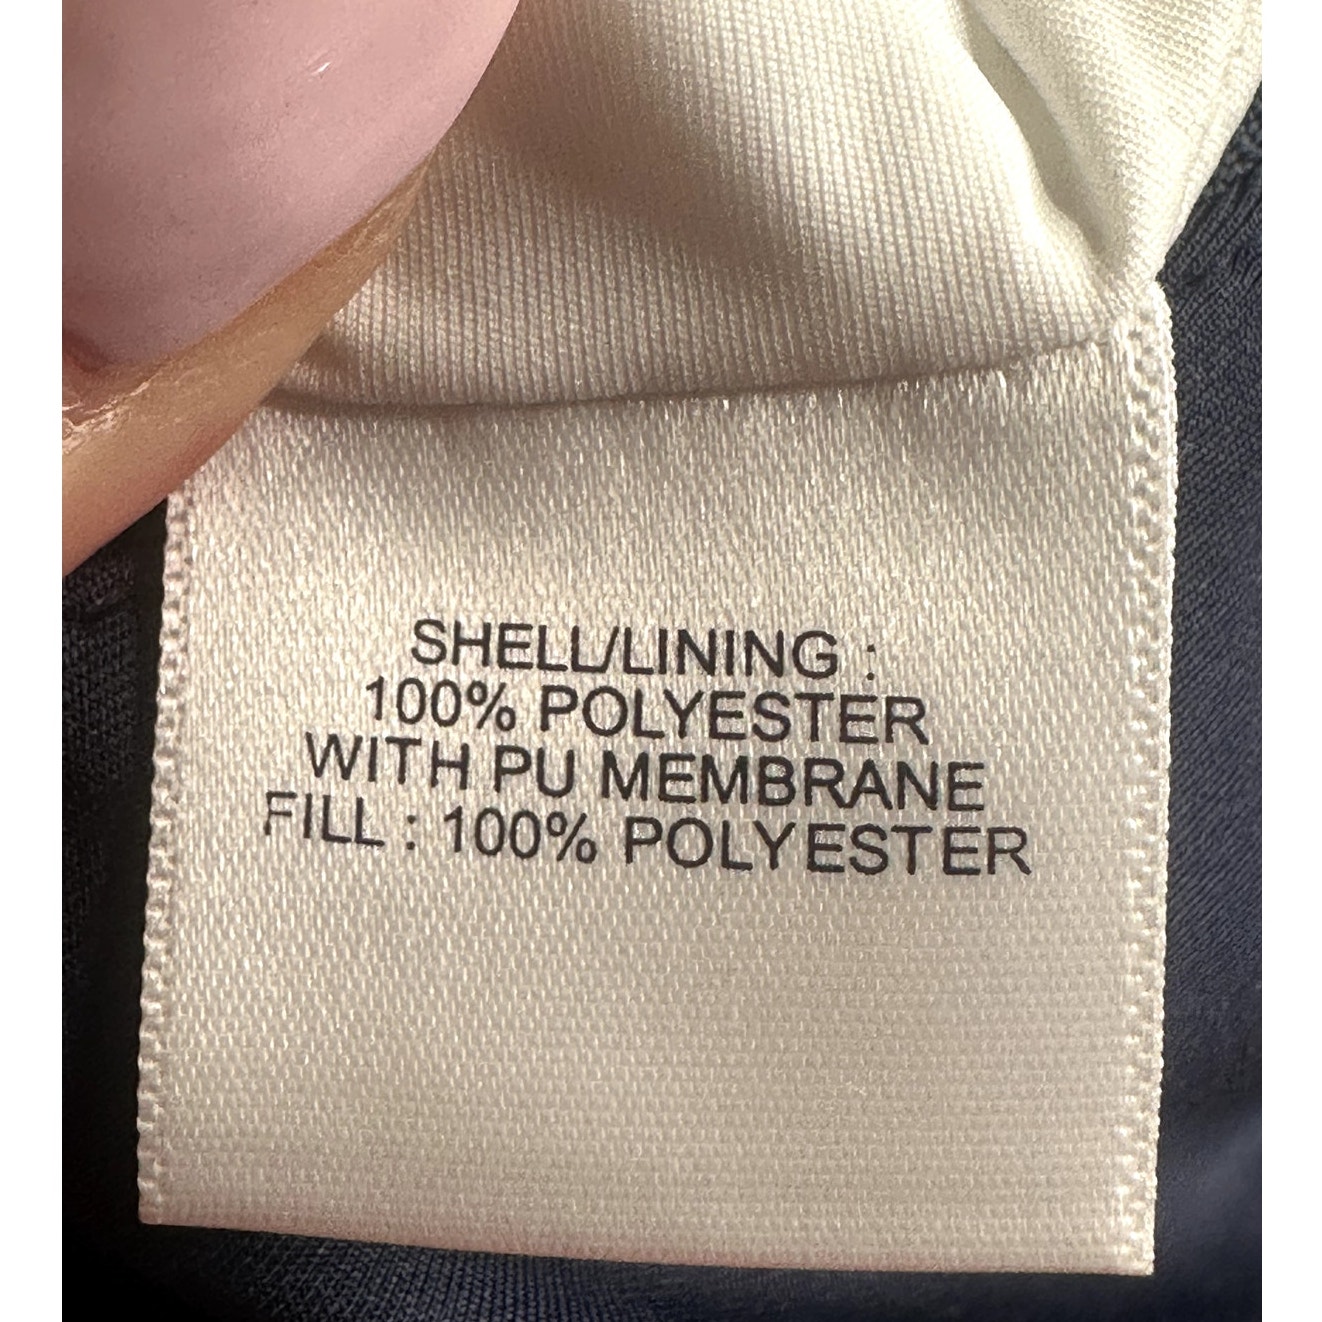 SHELL/LINING :
100% POLYESTER
WITH PU MEMBRANE
FILL : 100% POLYESTER